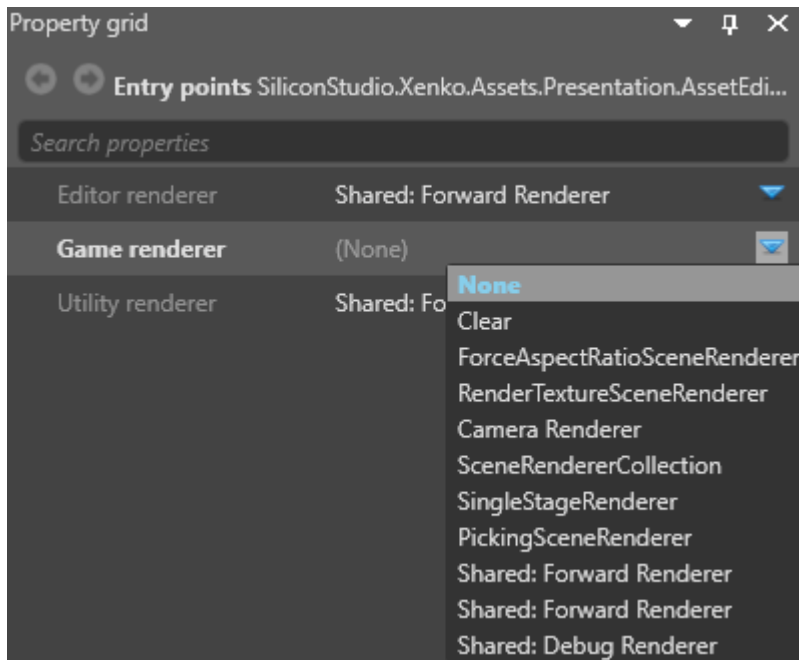 Property grid
Entry points SiliconStudio.Xenko.Assets.Presentation.AssetEdi...
Search properties
Editor renderer Shared: Forward Renderer
Game renderer (None)
None
Utility renderer Shared: Fo
Clear
ForceAspectRatioSceneRenderer
RenderTextureSceneRenderer
Camera Renderer
SceneRendererCollection
SingleStageRenderer
PickingSceneRenderer
Shared: Forward Renderer
Shared: Forward Renderer
Shared: Debug Renderer